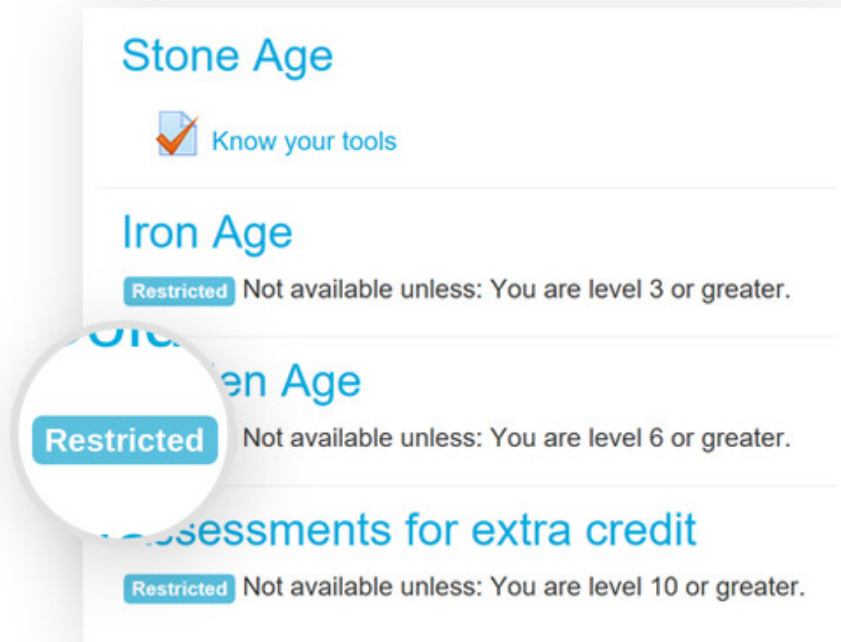 Stone Age
Know your tools
Iron Age
Restricted Not available unless: You are level 3 or greater.
en Age
Restricted Not available unless: You are level 6 or greater.
Assessments for extra credit
Restricted Not available unless: You are level 10 or greater.